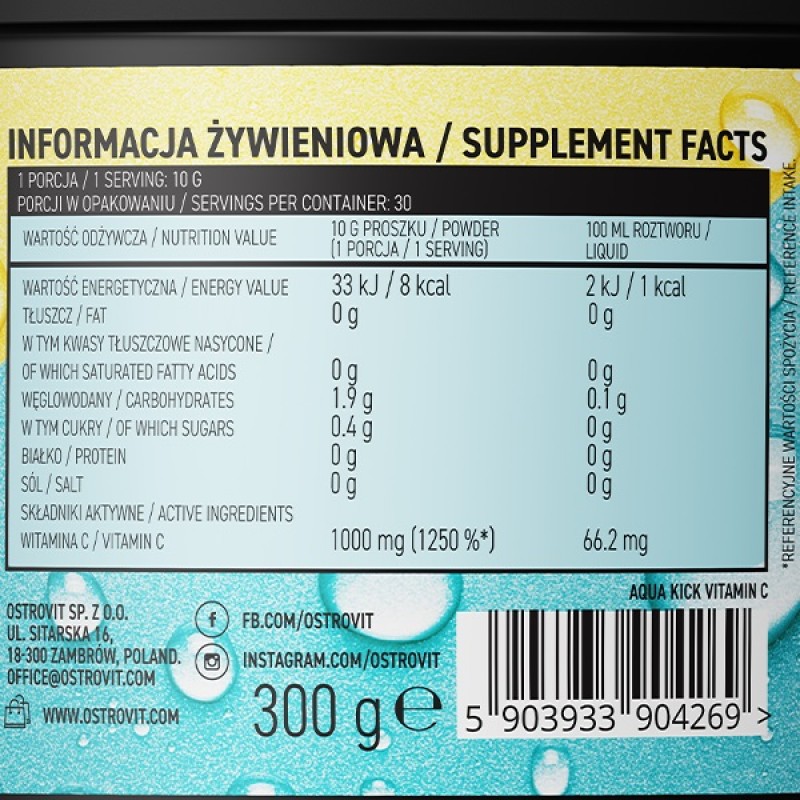 INFORMACJA ŻYWIENIOWA / SUPPLEMENT FACTS
1 PORCJA / 1 SERVING: 10 G
PORCJI W OPAKOWANIU / SERVINGS PER CONTAINER: 30
WARTOŚĆ ODŻYWCZA / NUTRITION VALUE
10 G PROSZKU / POWDER
(1 PORCJA / 1 SERVING)
100 ML ROZTWORU /
LIQUID
WARTOŚĆ ENERGETYCZNA / ENERGY VALUE 33 kJ / 8 kcal 2 kJ / 1 kcal
TŁUSZCZ / FAT 0 g 0 g
W TYM KWASY TŁUSZCZOWE NASYCONE /
OF WHICH SATURATED FATTY ACIDS 0 g 0 g
WĘGLOWODANY / CARBOHYDRATES 1.9 g 0.1 g
W TYM CUKRY / OF WHICH SUGARS 0.4 g 0 g
BIAŁKO / PROTEIN 0 g 0 g
SÓL / SALT 0 g 0 g
SKŁADNIKI AKTYWNE / ACTIVE INGREDIENTS
WITAMINA C / VITAMIN C 1000 mg (1250 %*) 66.2 mg
*REFERENCYJNE WARTOŚCI SPOŻYCIA / REFERENCE INTAKE.
OSTROVIT SP. Z O.O.
UL. SITARSKA 16,
18-300 ZAMBRÓW, POLAND.
OFFICE@OSTROVIT.COM
WWW.OSTROVIT.COM
f FB.COM/OSTROVIT
INSTAGRAM.COM/OSTROVIT
300 g ℮
AQUA KICK VITAMIN C
5 903933 904269 >